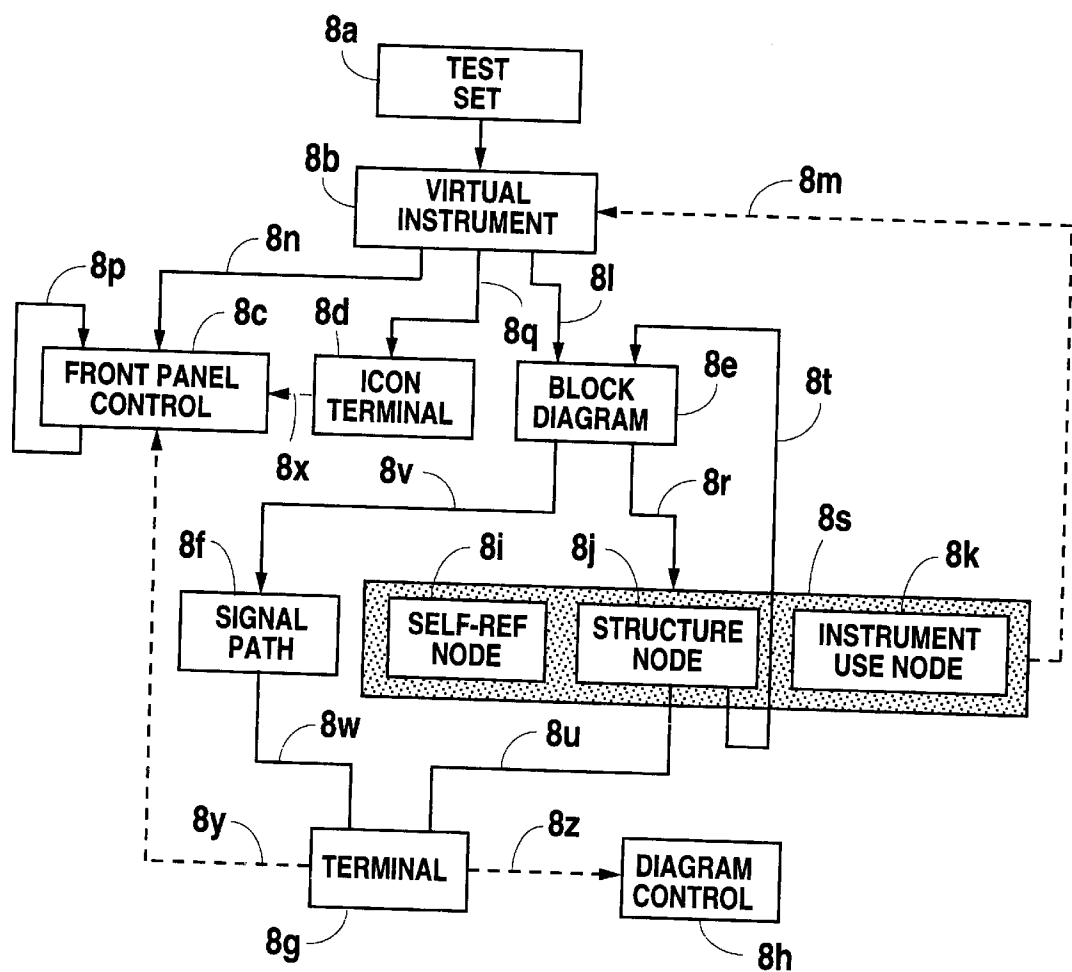 8a
TEST
SET
8b
VIRTUAL
INSTRUMENT
8m
8n
8p
8c
8d
8q
8l
FRONT PANEL
CONTROL
ICON
TERMINAL
BLOCK
DIAGRAM
8e
8t
8x
8v
8r
8s
8f
8i
8j
8k
SIGNAL
PATH
SELF-REF
NODE
STRUCTURE
NODE
INSTRUMENT
USE NODE
8w
8u
8y
8z
TERMINAL
DIAGRAM
CONTROL
8g
8h